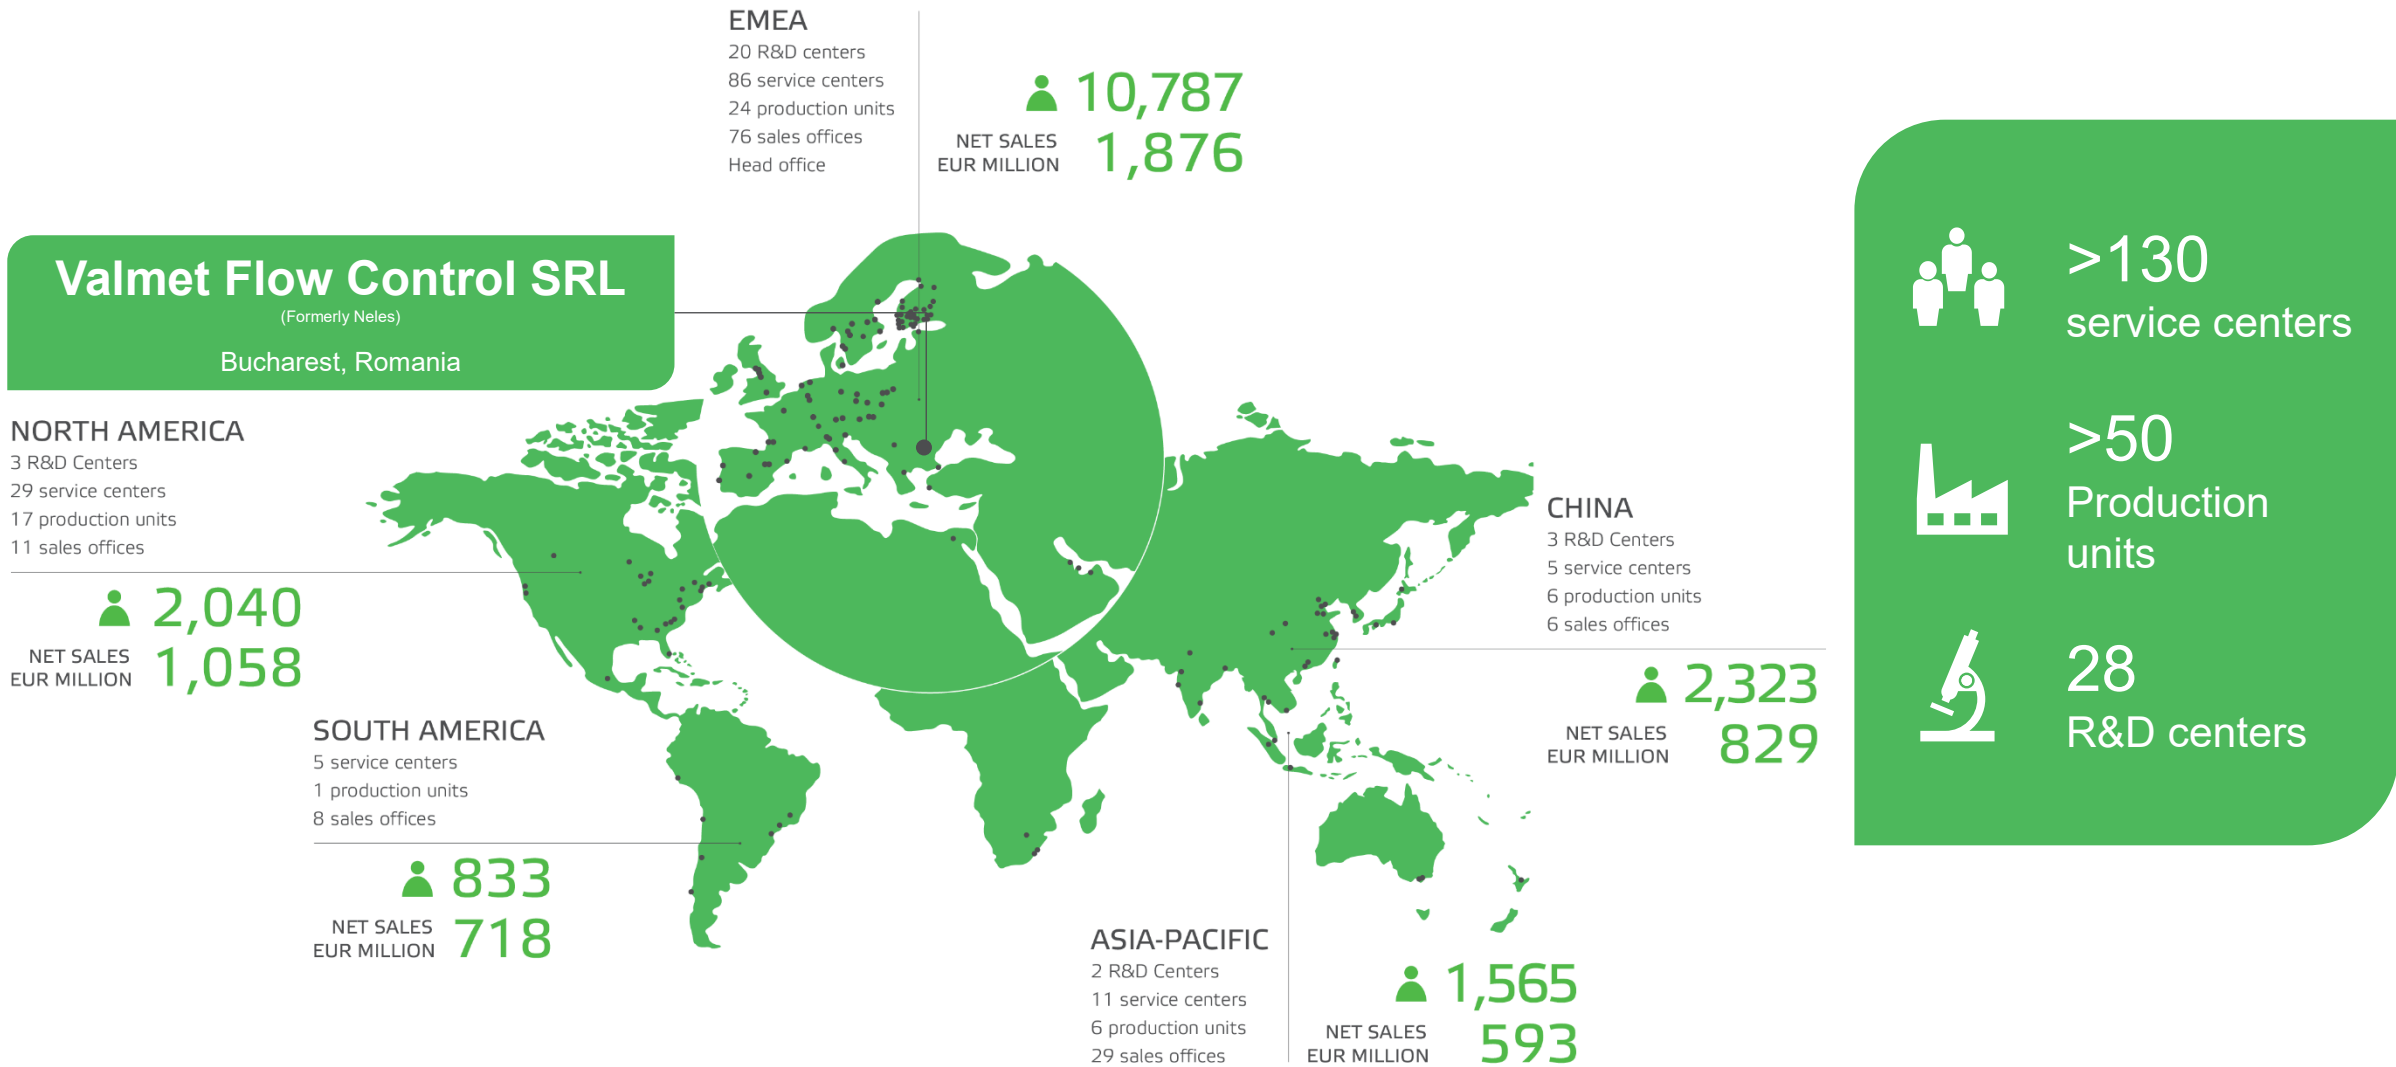 EMEA
20 R&D centers
86 service centers
24 production units
76 sales offices
Head office
10,787
NET SALES
EUR MILLION
1,876
Valmet Flow Control SRL
(Formerly Neles)
Bucharest, Romania
NORTH AMERICA
3 R&D Centers
29 service centers
17 production units
11 sales offices
2,040
NET SALES
EUR MILLION
1,058
SOUTH AMERICA
5 service centers
1 production units
8 sales offices
833
NET SALES
EUR MILLION
718
CHINA
3 R&D Centers
5 service centers
6 production units
6 sales offices
2,323
NET SALES
EUR MILLION
829
ASIA-PACIFIC
2 R&D Centers
11 service centers
6 production units
29 sales offices
1,565
NET SALES
EUR MILLION
593
>130
service centers
>50
Production
units
28
R&D centers